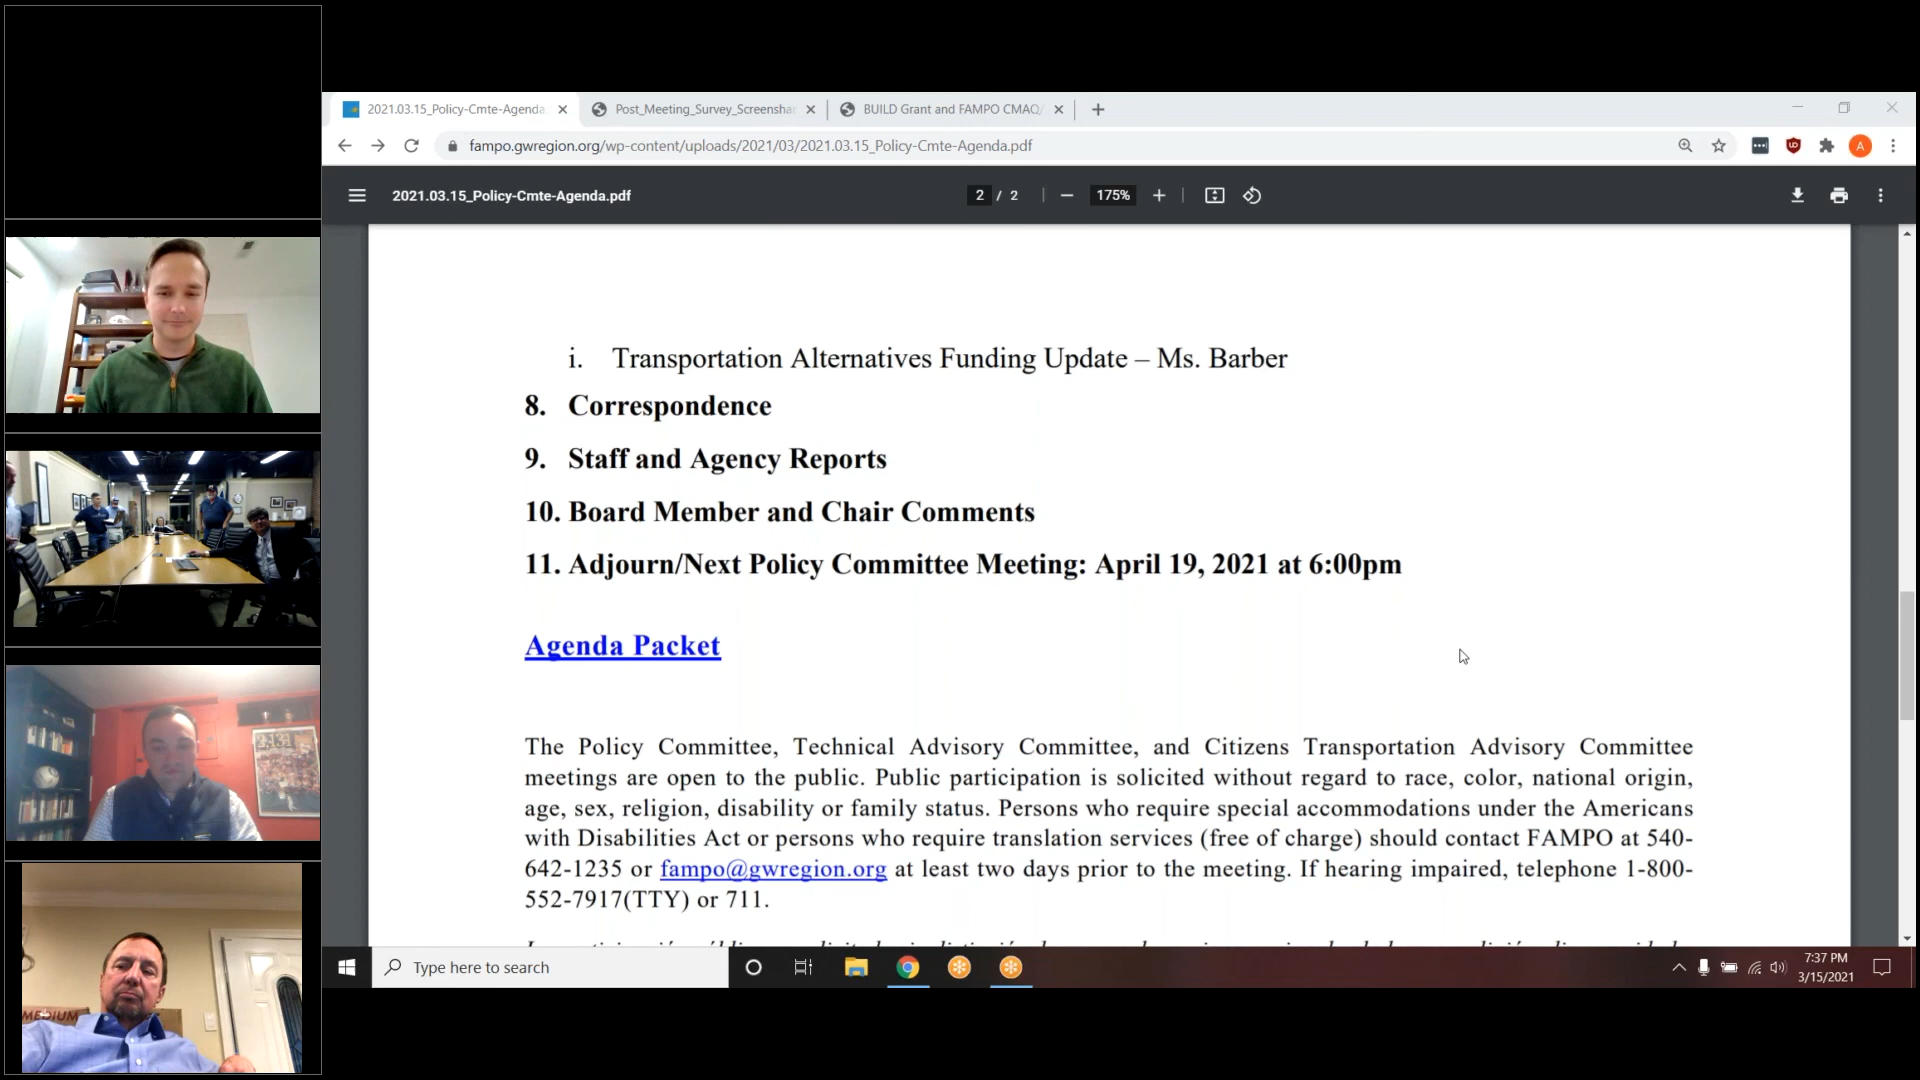 2021.03.15_Policy-Cmte-Agenda
Post_Meeting_Survey_Screensha
BUILD Grant and FAMPO CMAQ/
fampo.gwregion.org/wp-content/uploads/2021/03/2021.03.15_Policy-Cmte-Agenda.pdf
A
2021.03.15_Policy-Cmte-Agenda.pdf
2 / 2
175%
i. Transportation Alternatives Funding Update – Ms. Barber
8. Correspondence
9. Staff and Agency Reports
10. Board Member and Chair Comments
11. Adjourn/Next Policy Committee Meeting: April 19, 2021 at 6:00pm
Agenda Packet
The Policy Committee, Technical Advisory Committee, and Citizens Transportation Advisory Committee
meetings are open to the public. Public participation is solicited without regard to race, color, national origin,
age, sex, religion, disability or family status. Persons who require special accommodations under the Americans
with Disabilities Act or persons who require translation services (free of charge) should contact FAMPO at 540-
642-1235 or fampo@gwregion.org at least two days prior to the meeting. If hearing impaired, telephone 1-800-
552-7917(TTY) or 711.
Type here to search
7:37 PM
3/15/2021
MEDIUM